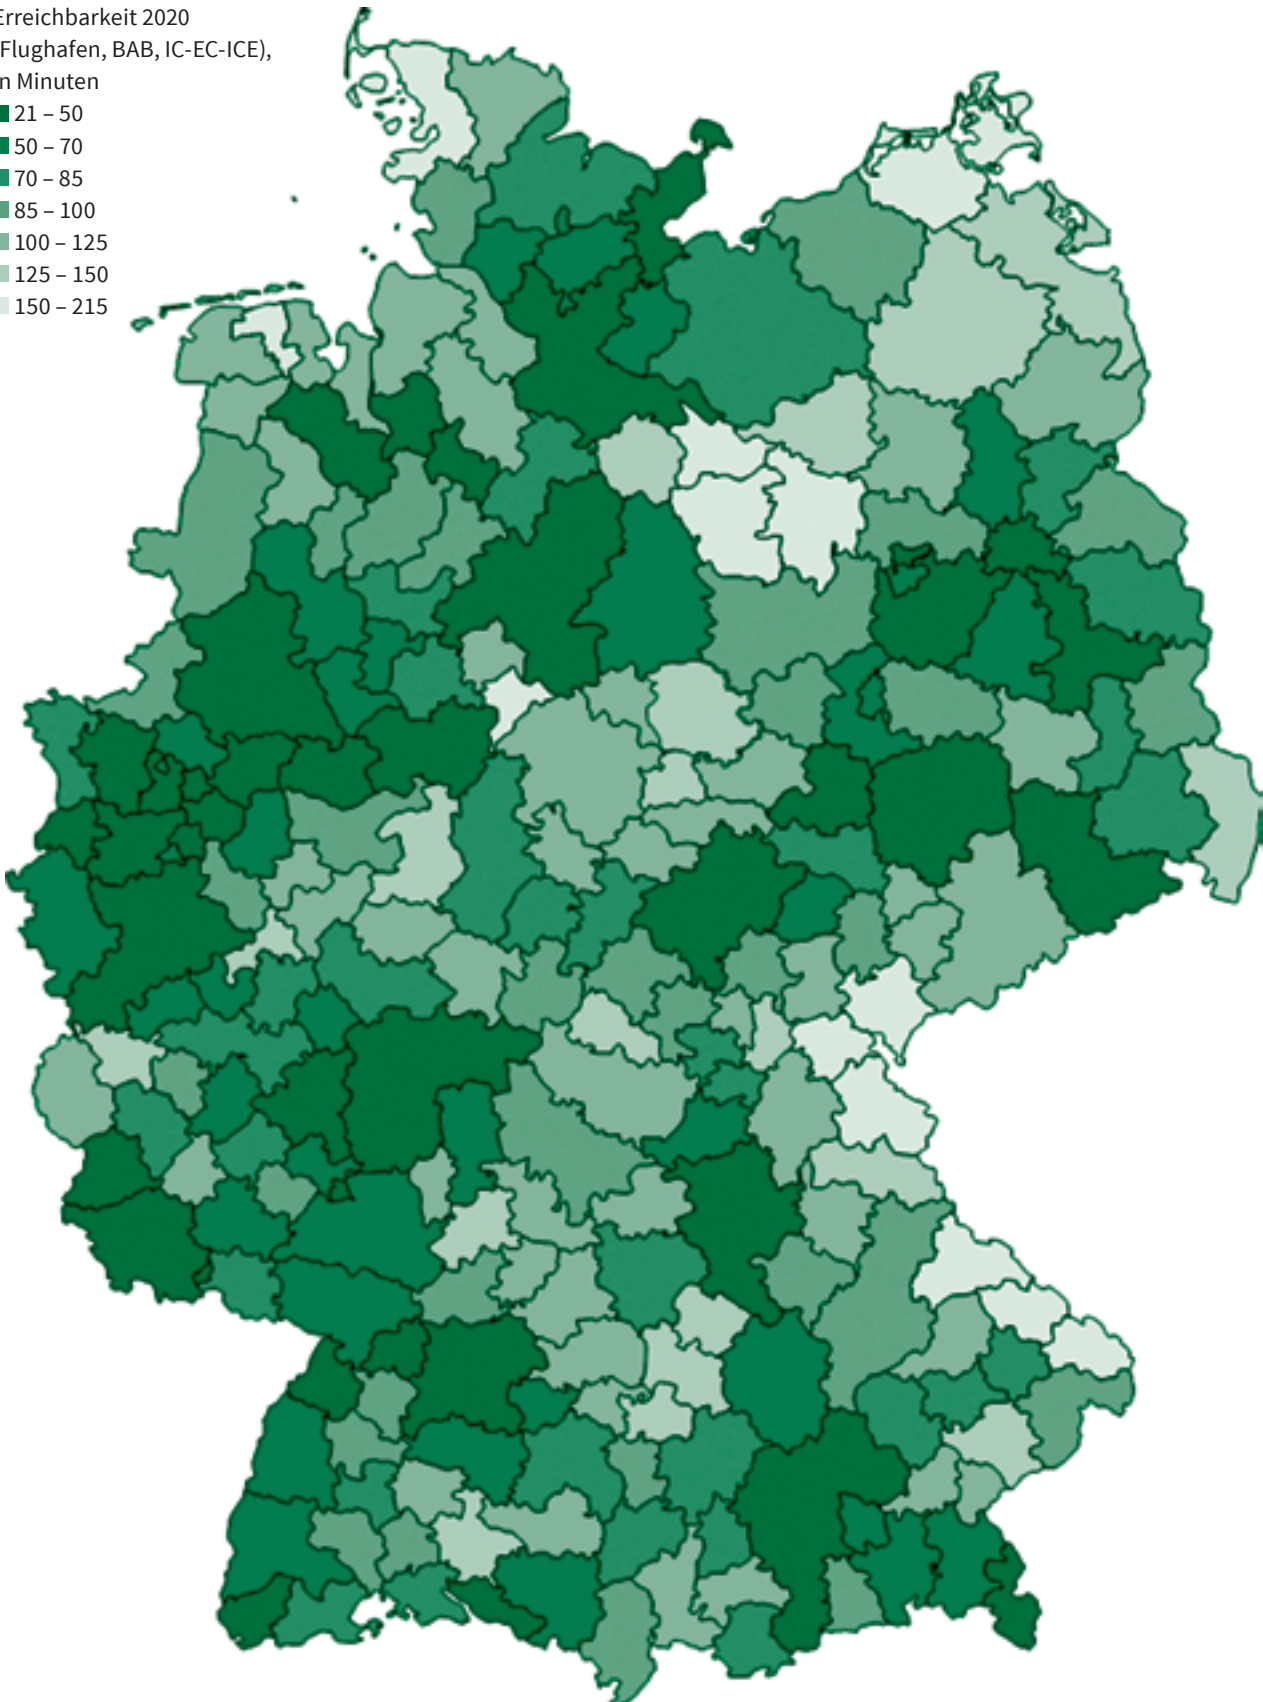 Erreichbarkeit 2020
Flughafen, BAB, IC-EC-ICE),
n Minuten
21 – 50
50 – 70
70 – 85
85 – 100
100 – 125
125 – 150
150 – 215